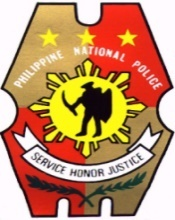 PHILIPPINE NATIONAL POLICE
SERVICE HONOR JUSTICE